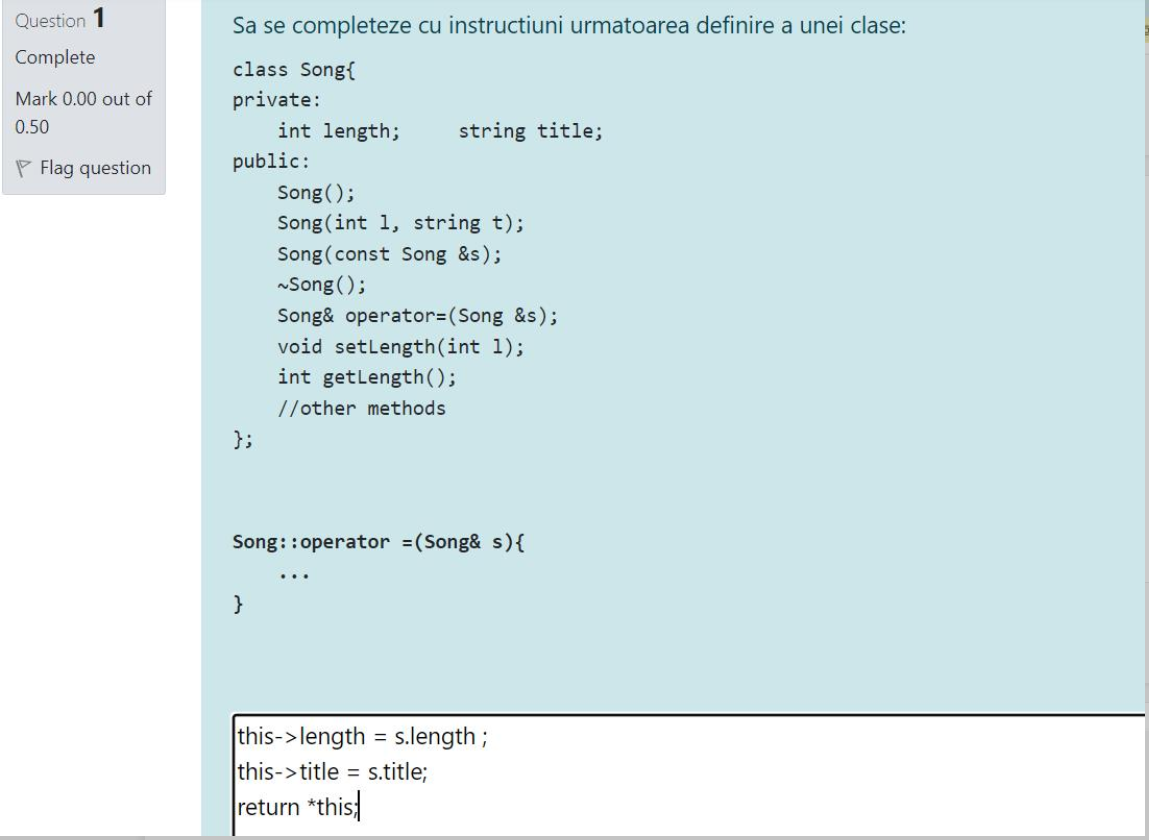 Question 1
Complete
Mark 0.00 out of
0.50
Flag question
Sa se completeze cu instructiuni urmatoarea definire a unei clase:
class Song{
private:
    int length;     string title;
public:
    Song();
    Song(int l, string t);
    Song(const Song &s);
    ~Song();
    Song& operator=(Song &s);
    void setLength(int l);
    int getLength();
    //other methods
};
Song::operator =(Song& s){
    ...
}
this->length = s.length ;
this->title = s.title;
return *this;